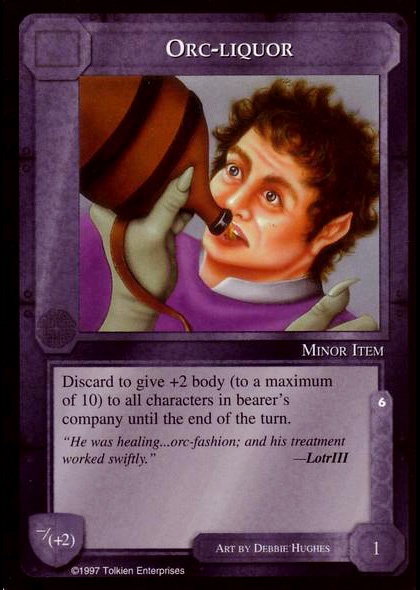 ORC-LIQUOR
MINOR ITEM
Discard to give +2 body (to a maximum
of 10) to all characters in bearer's
company until the end of the turn.
6
"He was healing...orc-fashion; and his treatment
worked swiftly." —LotrIII
–/(+2)
ART BY DEBBIE HUGHES
1
©1997 Tolkien Enterprises